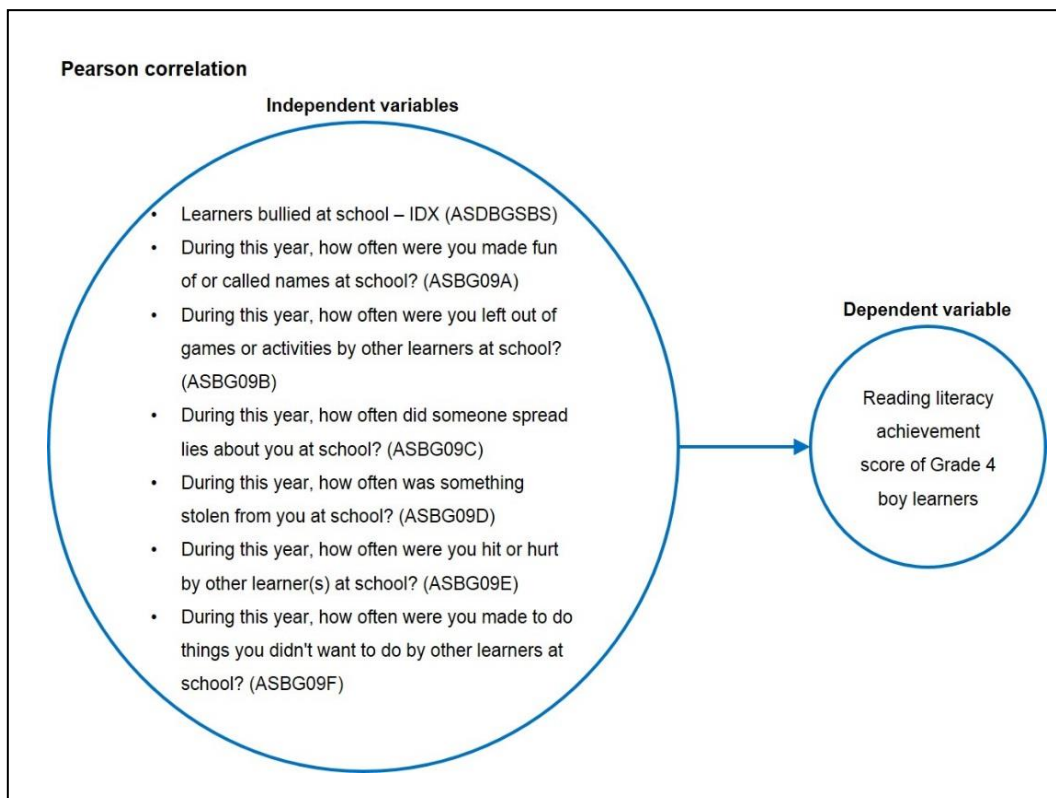 Pearson correlation
Independent variables
• Learners bullied at school – IDX (ASDBGSBS)
• During this year, how often were you made fun
of or called names at school? (ASBG09A)
• During this year, how often were you left out of
games or activities by other learners at school?
(ASBG09B)
• During this year, how often did someone spread
lies about you at school? (ASBG09C)
• During this year, how often was something
stolen from you at school? (ASBG09D)
• During this year, how often were you hit or hurt
by other learner(s) at school? (ASBG09E)
• During this year, how often were you made to do
things you didn't want to do by other learners at
school? (ASBG09F)
Dependent variable
Reading literacy
achievement
score of Grade 4
boy learners